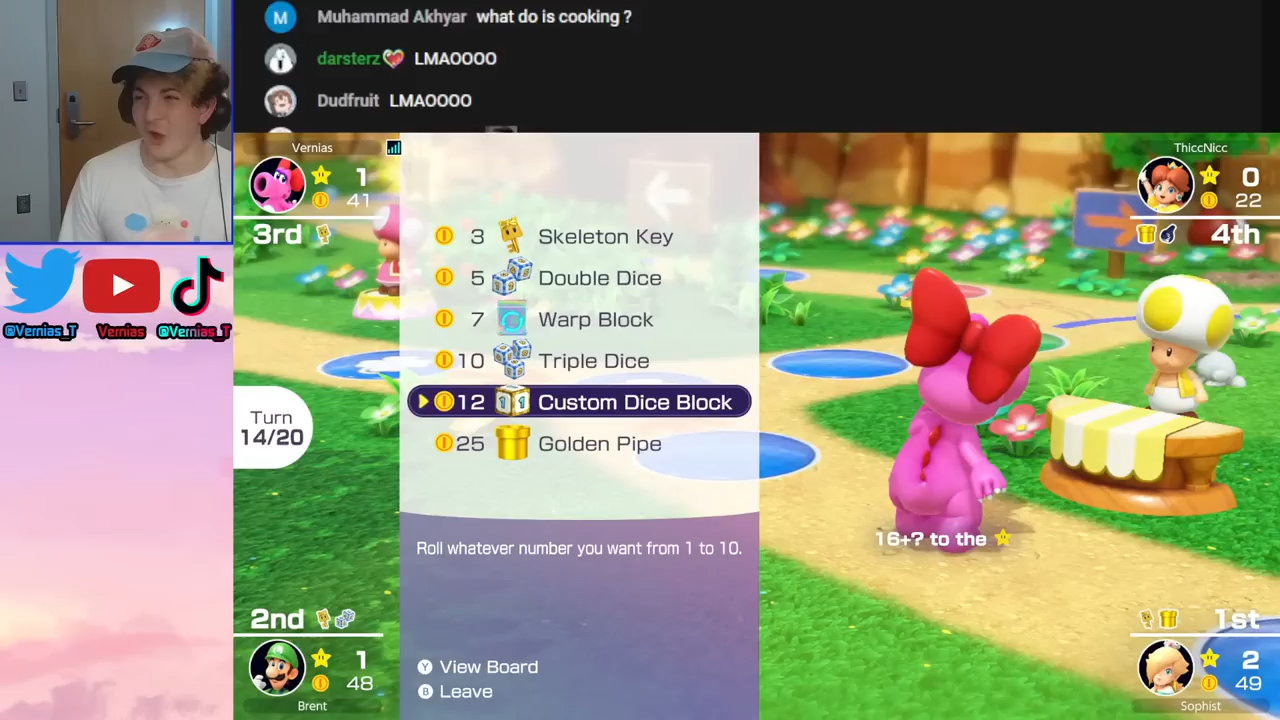 Muhammad Akhyar what do is cooking ?
darsterz LMAOOOO
Dudfruit LMAOOOO
Vernias
1
41
3rd
ThiccNicc
0
22
4th
@Vernias_T Vernias @Vernias_T
Turn
14/20
3 Skeleton Key
5 Double Dice
7 Warp Block
10 Triple Dice
12 Custom Dice Block
25 Golden Pipe
Roll whatever number you want from 1 to 10.
16+? to the
Y View Board
B Leave
2nd
1
48
Brent
1st
2
49
Sophist